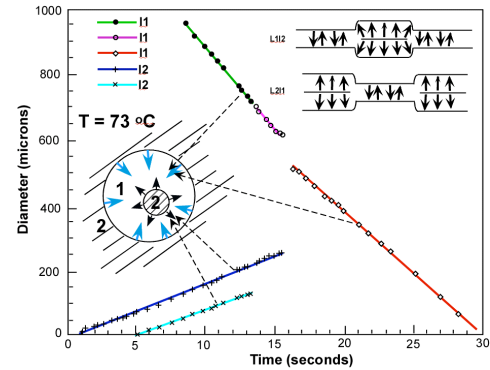 1000
800
600
400
200
0
Diameter (microns)
I1
I1
I1
I2
I2
T = 73 ºC
1
2
2
L1I2
L2I1
0 5 10 15 20 25 30
Time (seconds)